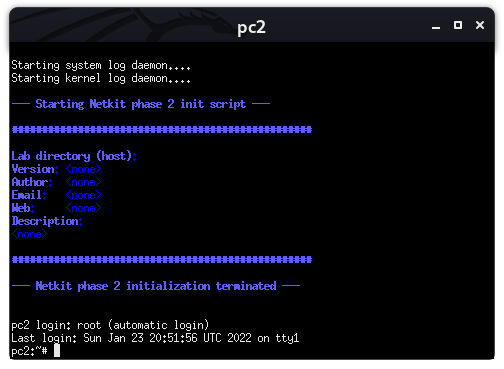 pc2
Starting system log daemon....
Starting kernel log daemon....
--- Starting Netkit phase 2 init script ---
##################################################
Lab directory (host):
Version: <none>
Author: <none>
Email: <none>
Web: <none>
Description:
<none>
##################################################
--- Netkit phase 2 initialization terminated ---
pc2 login: root (automatic login)
Last login: Sun Jan 23 20:51:56 UTC 2022 on tty1
pc2:~#